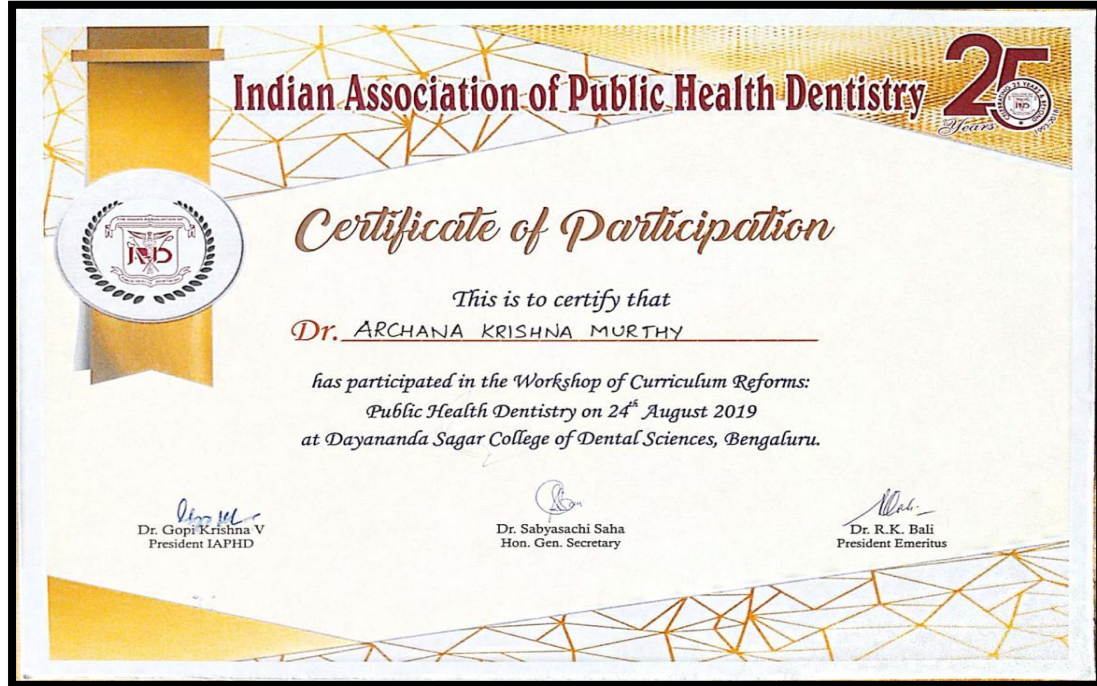 Indian Association of Public Health Dentistry
25
Years
Certificate of Participation
This is to certify that
Dr. ARCHANA KRISHNA MURTHY
has participated in the Workshop of Curriculum Reforms:
Public Health Dentistry on 24th August 2019
at Dayananda Sagar College of Dental Sciences, Bengaluru.
Dr. Gopi Krishna V
President IAPHD
Dr. Sabyasachi Saha
Hon. Gen. Secretary
Dr. R.K. Bali
President Emeritus